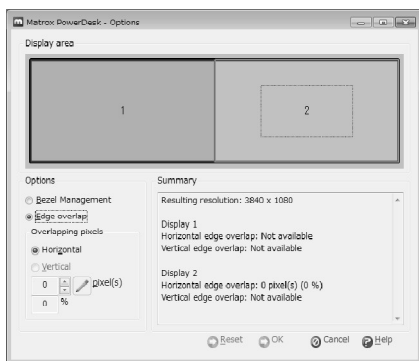 Matrox PowerDesk - Options
Display area
1
2
Options
Bezel Management
Edge overlap
Overlapping pixels
Horizontal
Vertical
0
pixel(s)
0 %
Summary
Resulting resolution: 3840 x 1080
Display 1
Horizontal edge overlap: Not available
Vertical edge overlap: Not available
Display 2
Horizontal edge overlap: 0 pixel(s) (0 %)
Vertical edge overlap: Not available
Reset
OK
Cancel
Help